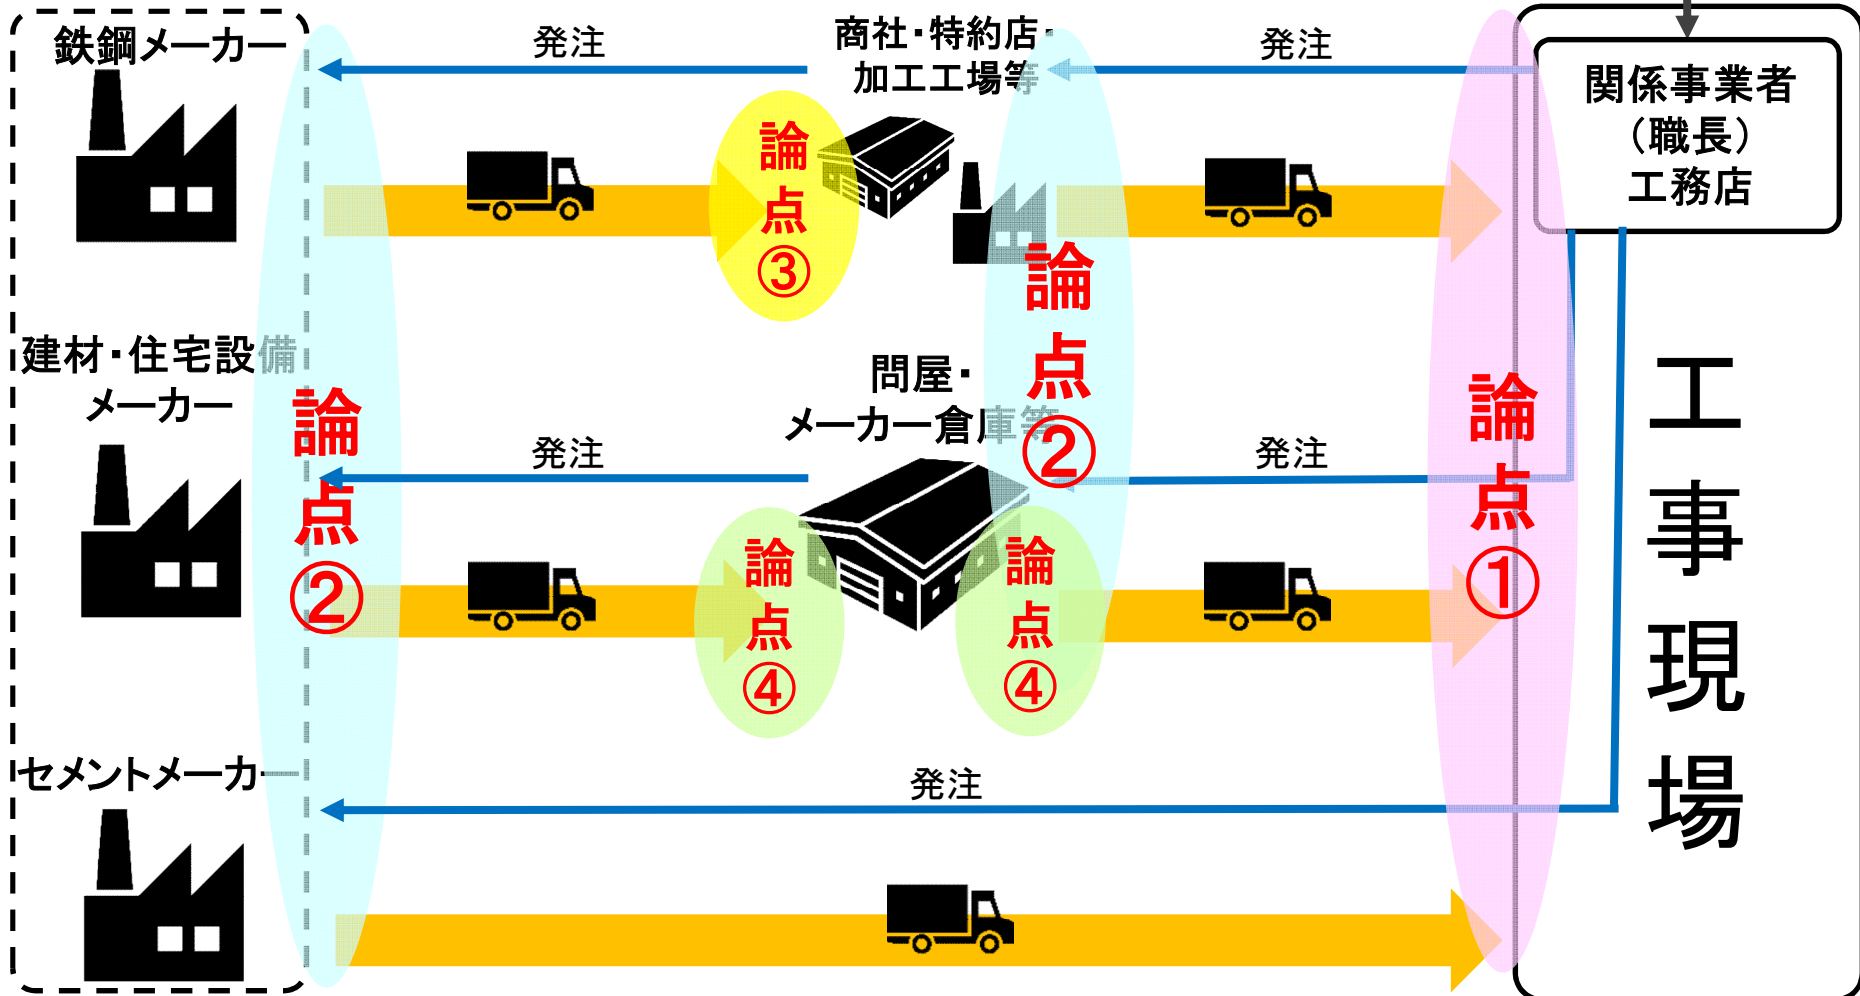 鉄鋼メーカー
発注
商社・特約店・
加工工場等
発注
関係事業者
（職長）
工務店
論点③
論点②
建材・住宅設備
メーカー
論点②
発注
問屋・
メーカー倉庫等
発注
論点①
工事現場
論点④
論点④
セメントメーカー
発注